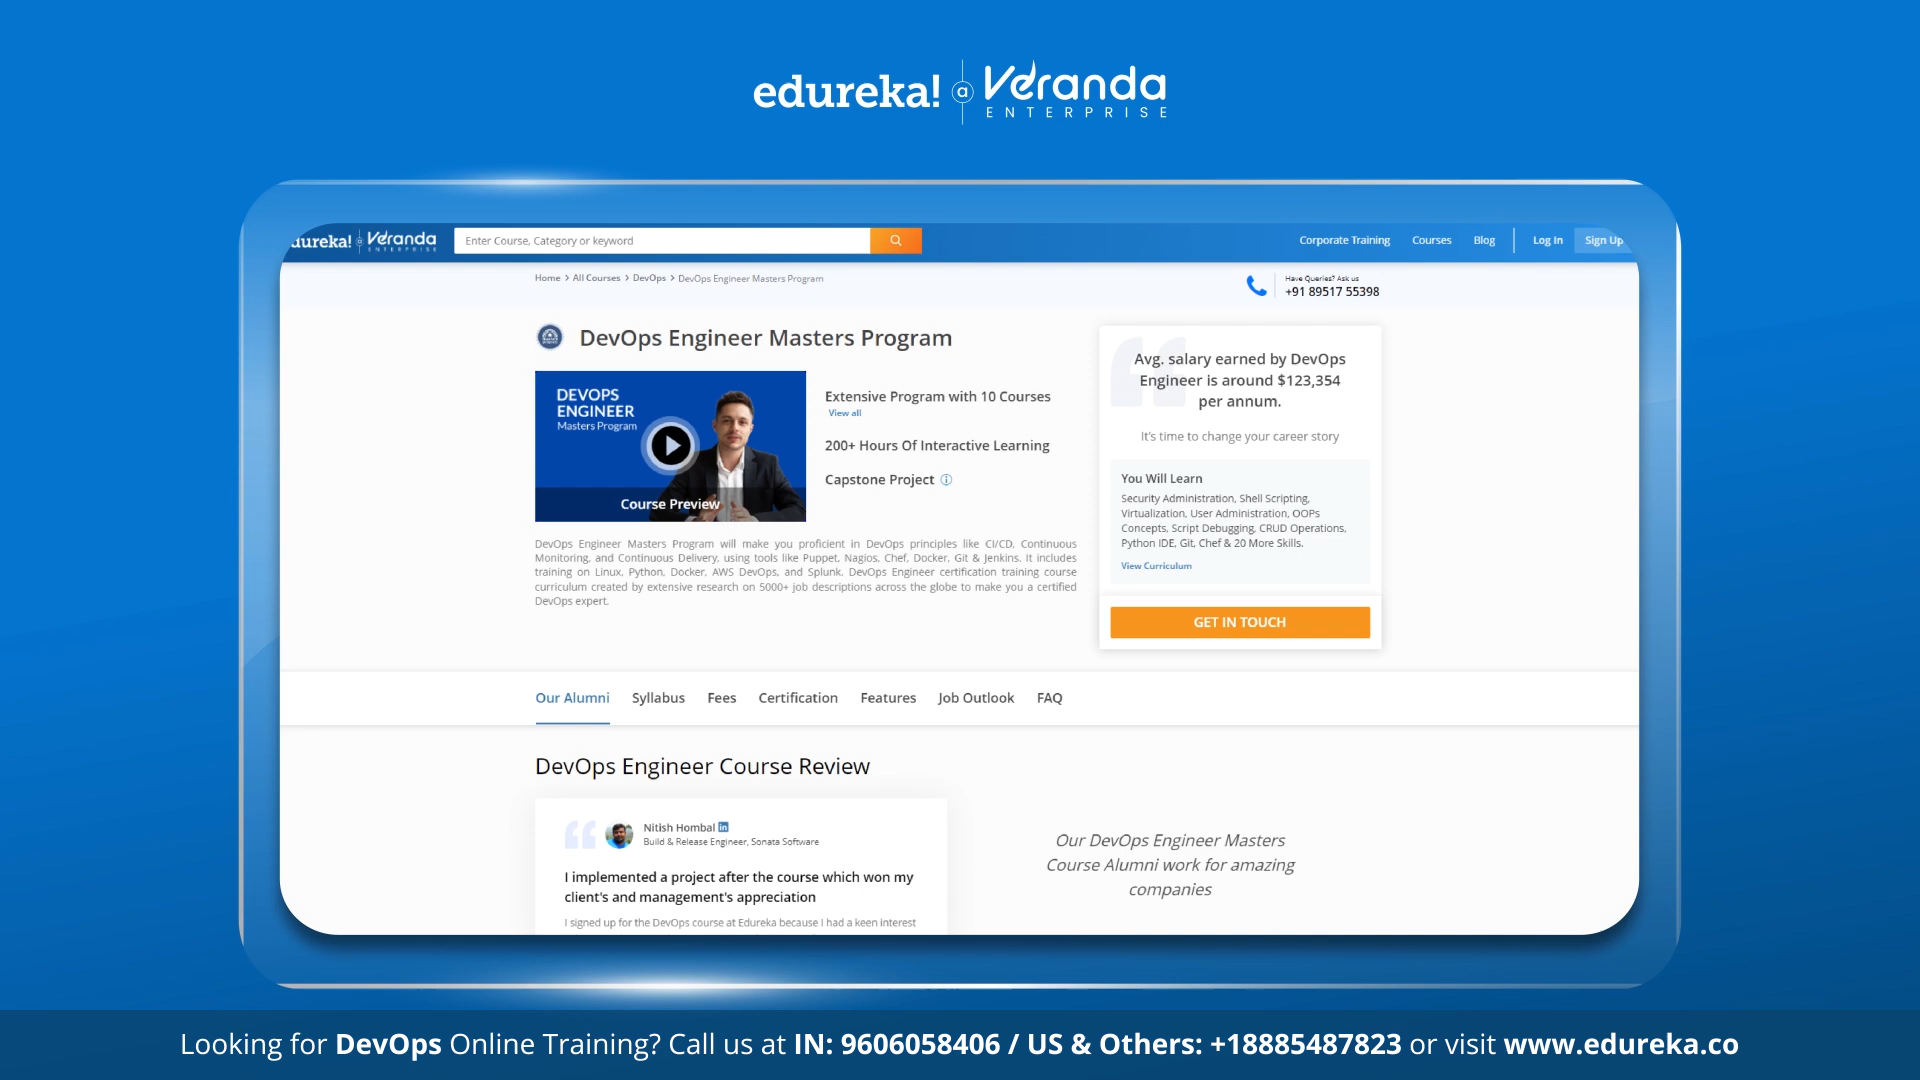 edureka! a Veranda
ENTERPRISE
dureka! a Veranda
ENTERPRISE
Enter Course, Category or keyword
Corporate Training Courses Blog Log In Sign Up
Home > All Courses > DevOps > DevOps Engineer Masters Program
Have Queries? Ask us
+91 89517 55398
DevOps Engineer Masters Program
DEVOPS
ENGINEER
Masters Program
Course Preview
Extensive Program with 10 Courses
View all
200+ Hours Of Interactive Learning
Capstone Project
DevOps Engineer Masters Program will make you proficient in DevOps principles like CI/CD, Continuous
Monitoring, and Continuous Delivery, using tools like Puppet, Nagios, Chef, Docker, Git & Jenkins. It includes
training on Linux, Python, Docker, AWS DevOps, and Splunk. DevOps Engineer certification training course
curriculum created by extensive research on 5000+ job descriptions across the globe to make you a certified
DevOps expert.
Avg. salary earned by DevOps
Engineer is around $123,354
per annum.
It's time to change your career story
You Will Learn
Security Administration, Shell Scripting,
Virtualization, User Administration, OOPs
Concepts, Script Debugging, CRUD Operations,
Python IDE, Git, Chef & 20 More Skills.
View Curriculum
GET IN TOUCH
Our Alumni Syllabus Fees Certification Features Job Outlook FAQ
DevOps Engineer Course Review
Nitish Hombal in
Build & Release Engineer, Sonata Software
I implemented a project after the course which won my
client's and management's appreciation
I signed up for the DevOps course at Edureka because I had a keen interest
Our DevOps Engineer Masters
Course Alumni work for amazing
companies
Looking for DevOps Online Training? Call us at IN: 9606058406 / US & Others: +18885487823 or visit www.edureka.co